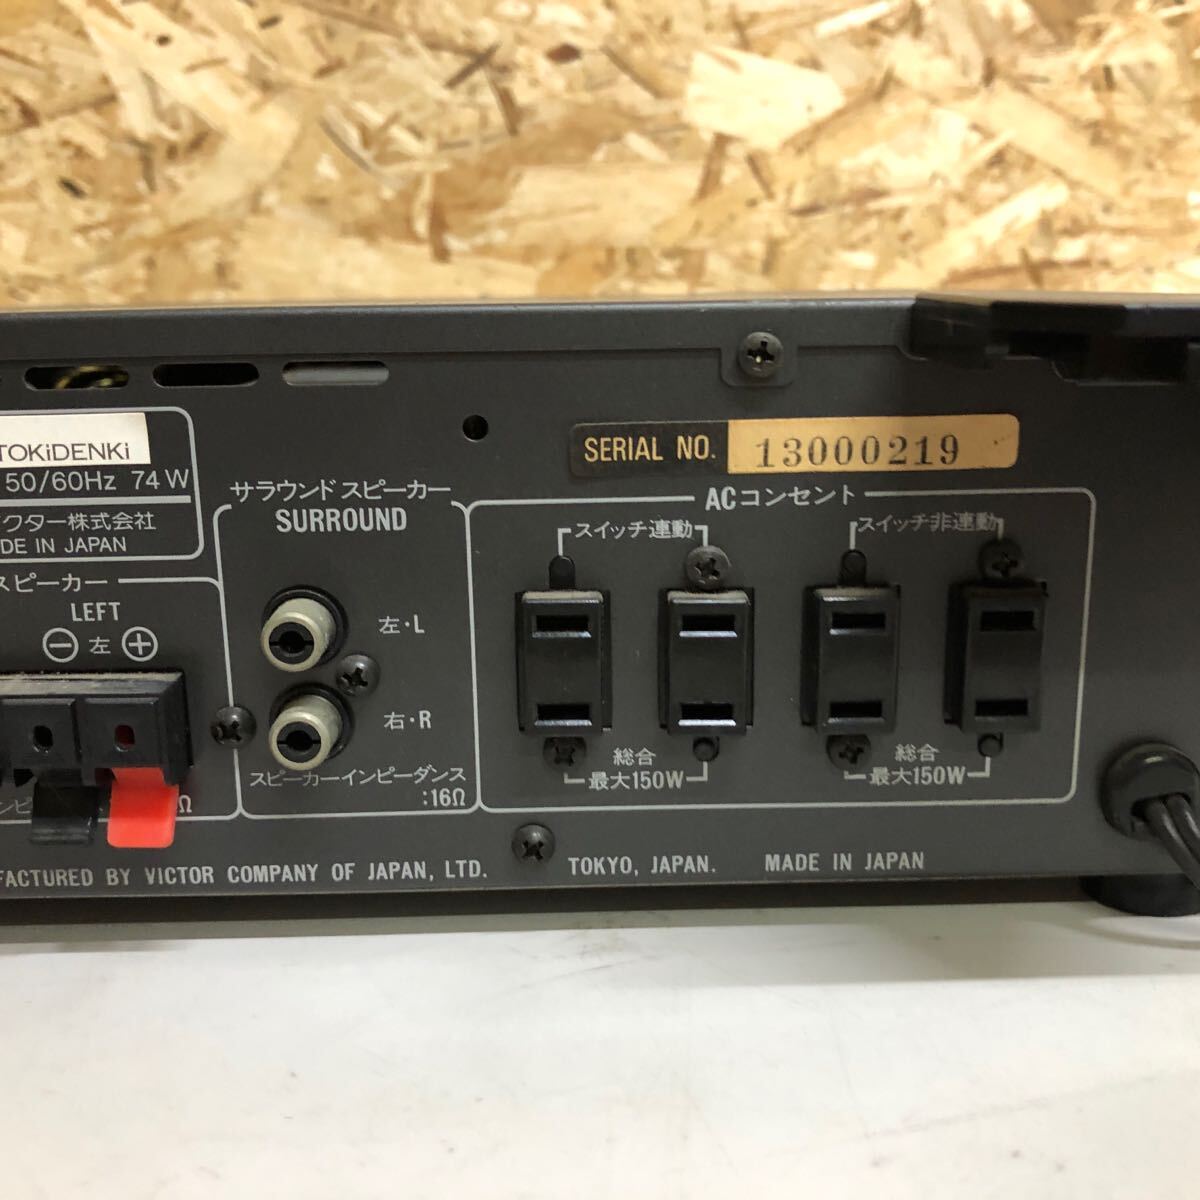 TOKiDENKi
50/60Hz 74W
クター株式会社
DE IN JAPAN
スピーカー
LEFT
⊖ 左 ⊕
Ω
サラウンドスピーカー
SURROUND
左・L
右・R
スピーカーインピーダンス
:16Ω
SERIAL NO. 13000219
ACコンセント
スイッチ連動
スイッチ非連動
総合
最大150W
総合
最大150W
FACTURED BY VICTOR COMPANY OF JAPAN, LTD. TOKYO, JAPAN. MADE IN JAPAN